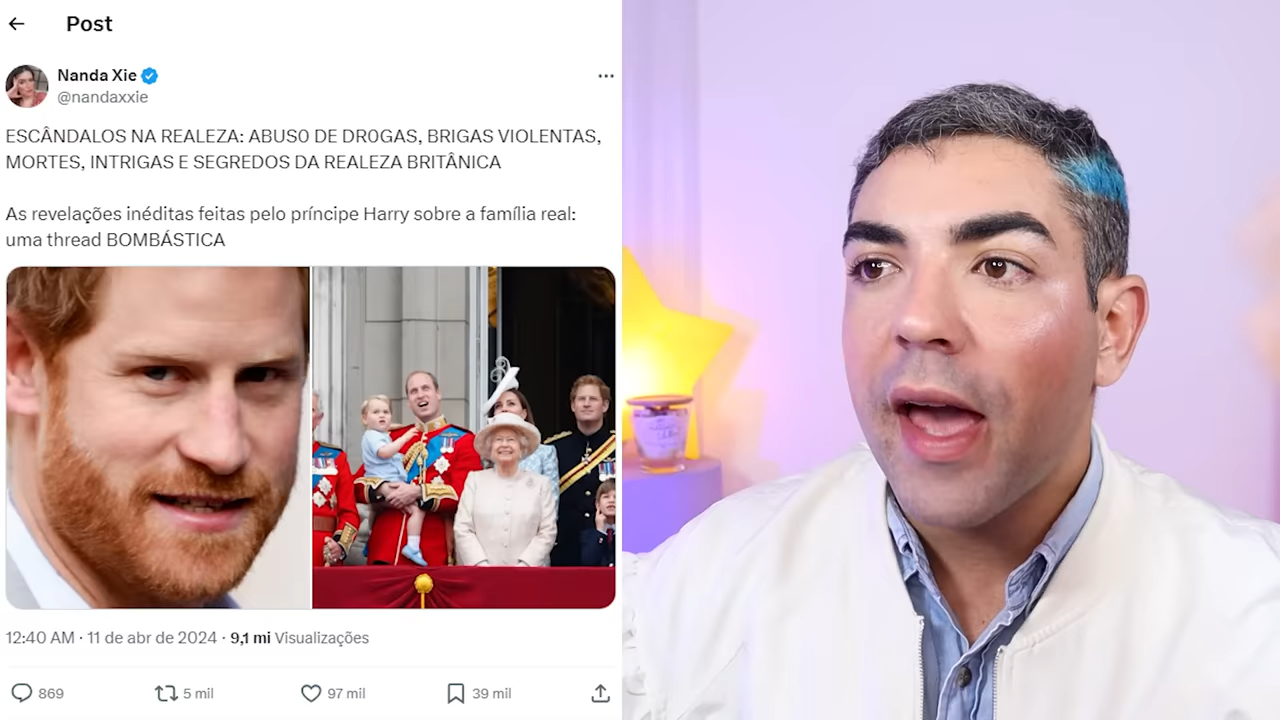 Post
Nanda Xie
@nandaxxie
ESCÂNDALOS NA REALEZA: ABUS0 DE DR0GAS, BRIGAS VIOLENTAS,
MORTES, INTRIGAS E SEGREDOS DA REALEZA BRITÂNICA
As revelações inéditas feitas pelo príncipe Harry sobre a família real:
uma thread BOMBÁSTICA
12:40 AM · 11 de abr de 2024 · 9,1 mi Visualizações
869 5 mil 97 mil 39 mil